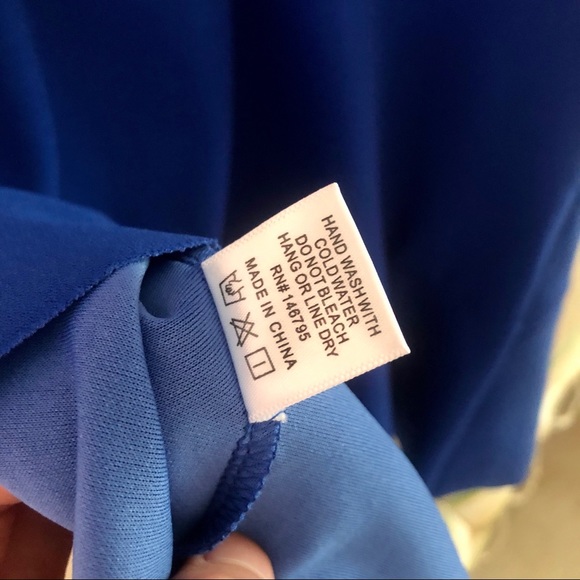 HAND WASH WITH
COLD WATER
DO NOT BLEACH
HANG OR LINE DRY
RN# 146795
MADE IN CHINA